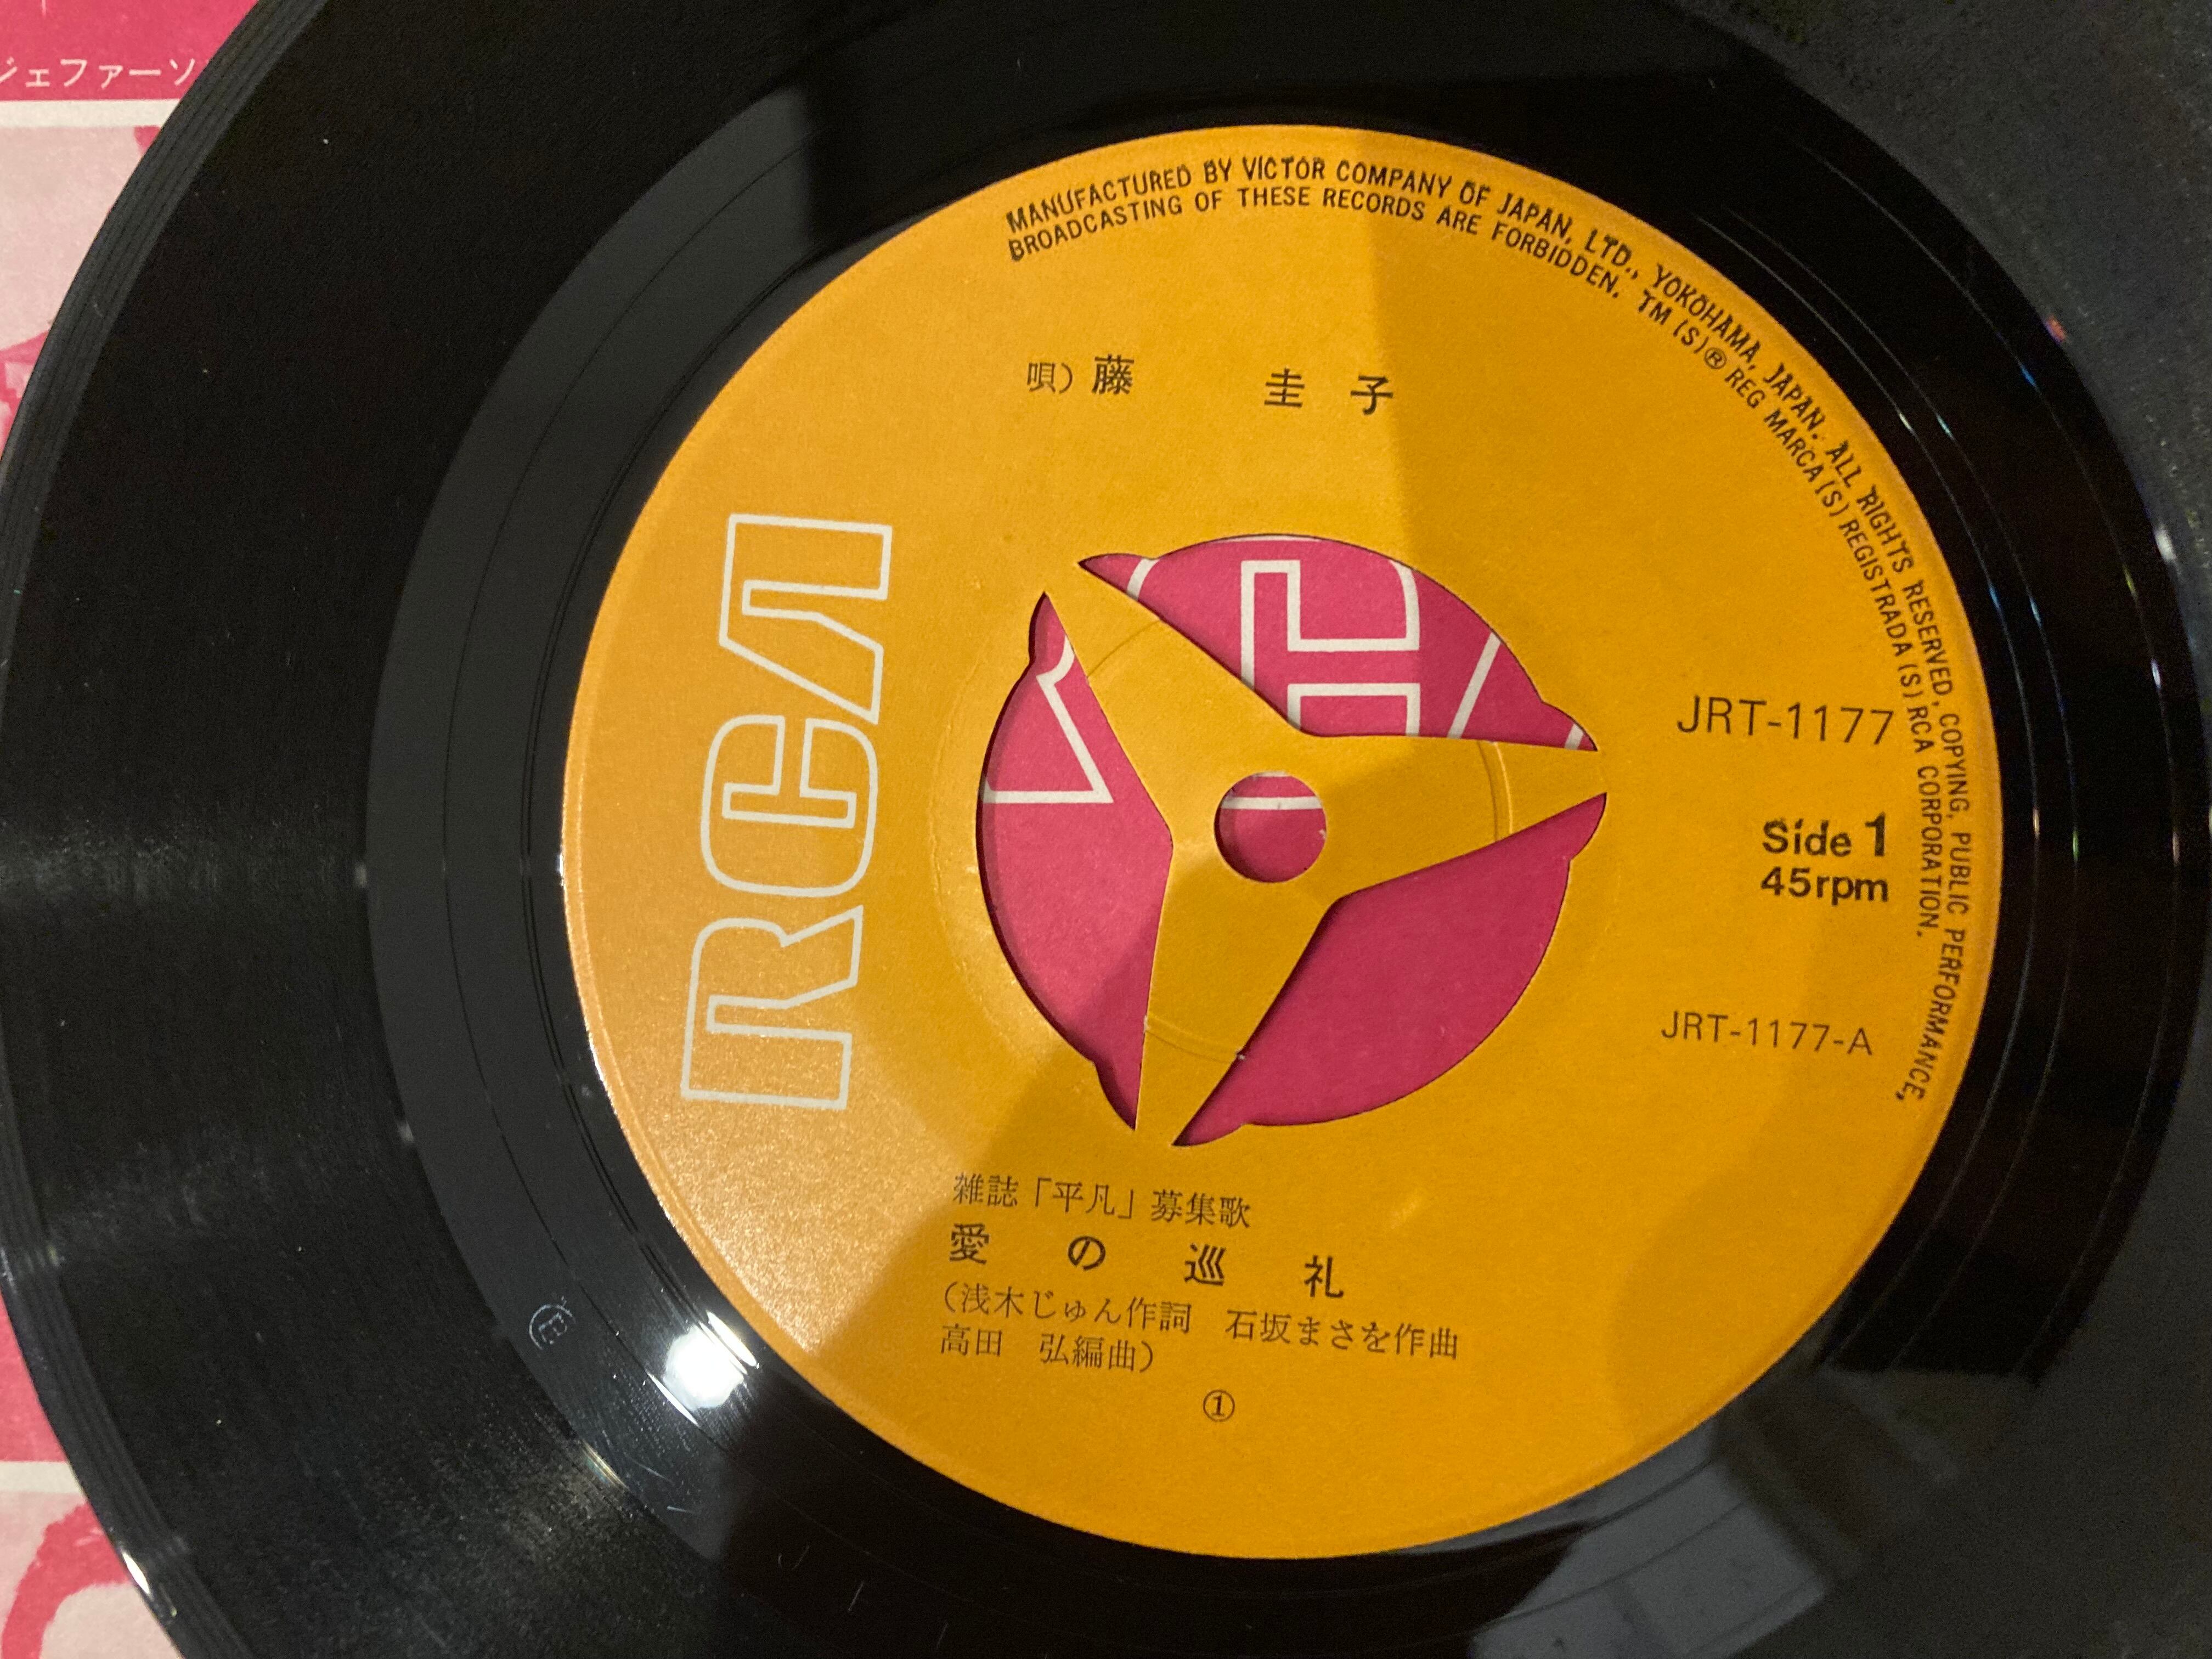 ジェファーソ
MANUFACTURED BY VICTOR COMPANY OF JAPAN, LTD., YOKOHAMA, JAPAN. ALL RIGHTS RESERVED, COPYING, PUBLIC PERFORMANCE,
BROADCASTING OF THESE RECORDS ARE FORBIDDEN. TM(S)® REG MARCA(S) REGISTRADA(S) RCA CORPORATION.
唄) 藤 圭 子
RCA
JRT-1177
Side 1
45rpm
JRT-1177-A
雑誌「平凡」募集歌
愛の巡礼
(浅木じゅん作詞 石坂まさを作曲
高田 弘編曲)
①